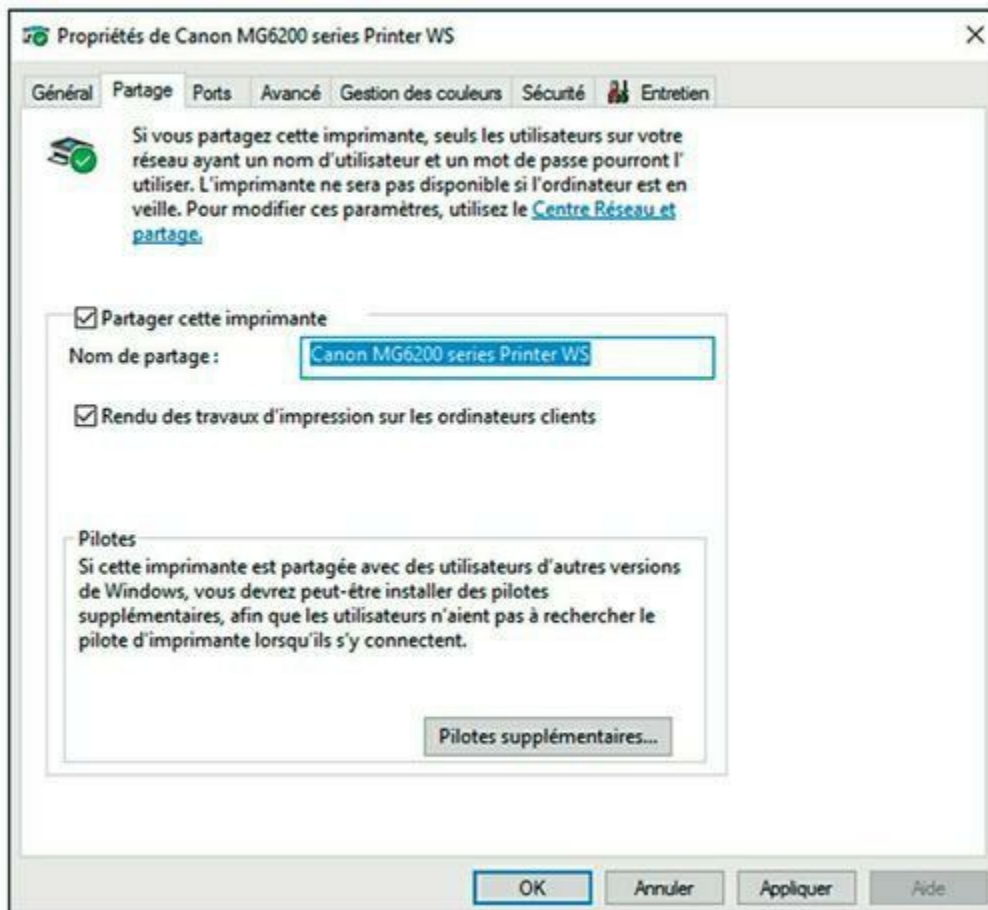 Propriétés de Canon MG6200 series Printer WS
Général Partage Ports Avancé Gestion des couleurs Sécurité Entretien
Si vous partagez cette imprimante, seuls les utilisateurs sur votre
réseau ayant un nom d'utilisateur et un mot de passe pourront l'
utiliser. L'imprimante ne sera pas disponible si l'ordinateur est en
veille. Pour modifier ces paramètres, utilisez le Centre Réseau et
partage.
Partager cette imprimante
Nom de partage : Canon MG6200 series Printer WS
Rendu des travaux d'impression sur les ordinateurs clients
Pilotes
Si cette imprimante est partagée avec des utilisateurs d'autres versions
de Windows, vous devrez peut-être installer des pilotes
supplémentaires, afin que les utilisateurs n'aient pas à rechercher le
pilote d'imprimante lorsqu'ils s'y connectent.
Pilotes supplémentaires...
OK Annuler Appliquer Aide